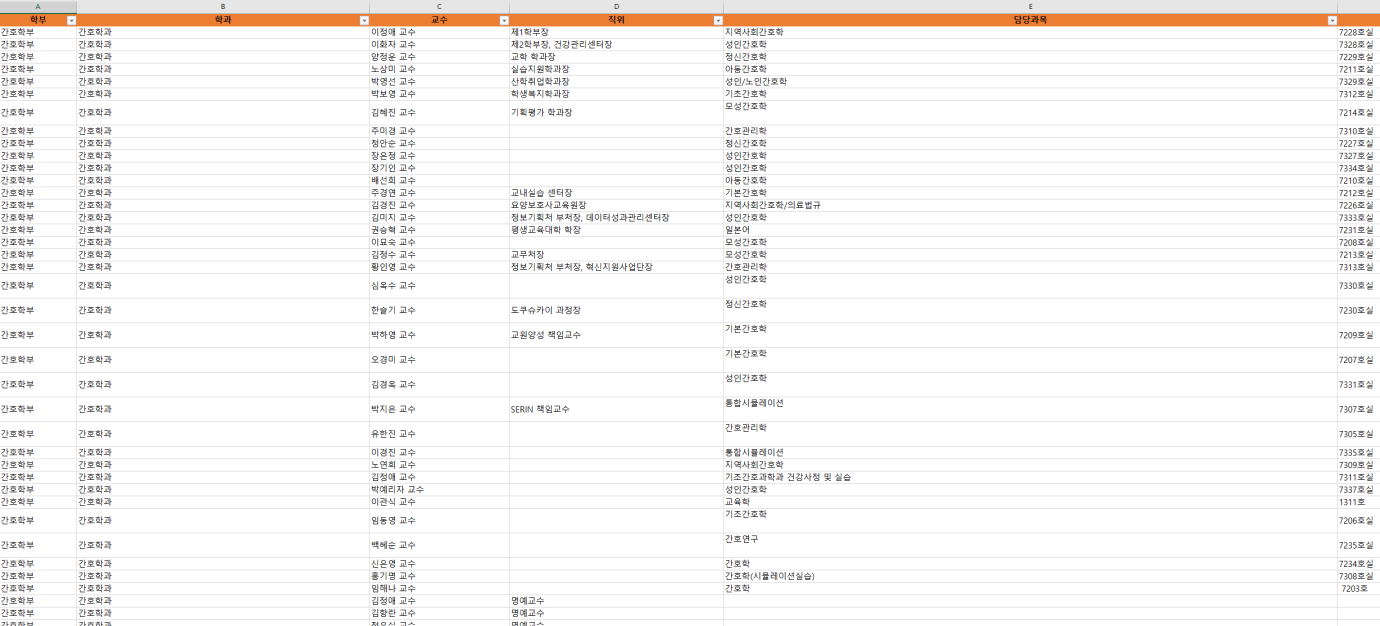 A B C D E
학부 학과 교수 직위 담당과목
간호학부 간호학과 이정애 교수 제1학부장 지역사회간호학 7228호실
간호학부 간호학과 이화자 교수 제2학부장, 건강관리센터장 성인간호학 7328호실
간호학부 간호학과 양정운 교수 교학 학과장 정신간호학 7229호실
간호학부 간호학과 노상미 교수 실습지원학과장 아동간호학 7211호실
간호학부 간호학과 박영선 교수 산학취업학과장 성인/노인간호학 7329호실
간호학부 간호학과 박보영 교수 학생복지학과장 기초간호학 7312호실
간호학부 간호학과 김혜진 교수 기획평가 학과장 모성간호학 7214호실
간호학부 간호학과 주미경 교수 간호관리학 7310호실
간호학부 간호학과 정안순 교수 정신간호학 7227호실
간호학부 간호학과 장은정 교수 성인간호학 7327호실
간호학부 간호학과 장기인 교수 성인간호학 7334호실
간호학부 간호학과 배선희 교수 아동간호학 7210호실
간호학부 간호학과 주경연 교수 교내실습 센터장 기본간호학 7212호실
간호학부 간호학과 김경진 교수 요양보호사교육원장 지역사회간호학/의료법규 7226호실
간호학부 간호학과 김미지 교수 정보기획처 부처장, 데이터성과관리센터장 성인간호학 7333호실
간호학부 간호학과 권승혁 교수 평생교육대학 학장 일본어 7231호실
간호학부 간호학과 이묘숙 교수 모성간호학 7208호실
간호학부 간호학과 김정수 교수 교무처장 모성간호학 7213호실
간호학부 간호학과 황인영 교수 정보기획처 부처장, 혁신지원사업단장 간호관리학 7313호실
간호학부 간호학과 심옥수 교수 성인간호학 7330호실
간호학부 간호학과 한슬기 교수 도쿠슈카이 과정장 정신간호학 7230호실
간호학부 간호학과 박하영 교수 교원양성 책임교수 기본간호학 7209호실
간호학부 간호학과 오경미 교수 기본간호학 7207호실
간호학부 간호학과 김경옥 교수 성인간호학 7331호실
간호학부 간호학과 박지은 교수 SERIN 책임교수 통합시뮬레이션 7307호실
간호학부 간호학과 유한진 교수 간호관리학 7305호실
간호학부 간호학과 이경진 교수 통합시뮬레이션 7335호실
간호학부 간호학과 노연희 교수 지역사회간호학 7309호실
간호학부 간호학과 김정애 교수 기초간호과학과 건강사정 및 실습 7311호실
간호학부 간호학과 박예리자 교수 성인간호학 7337호실
간호학부 간호학과 이관식 교수 교육학 1311호
간호학부 간호학과 임동영 교수 기초간호학 7206호실
간호학부 간호학과 백혜순 교수 간호연구 7235호실
간호학부 간호학과 신은영 교수 간호학 7234호실
간호학부 간호학과 홍기명 교수 간호학(시뮬레이션실습) 7308호실
간호학부 간호학과 임해나 교수 간호학 7203호
간호학부 간호학과 김정애 교수 명예교수
간호학부 간호학과 김향란 교수 명예교수
간호학부 간호학과 교수 명예교수